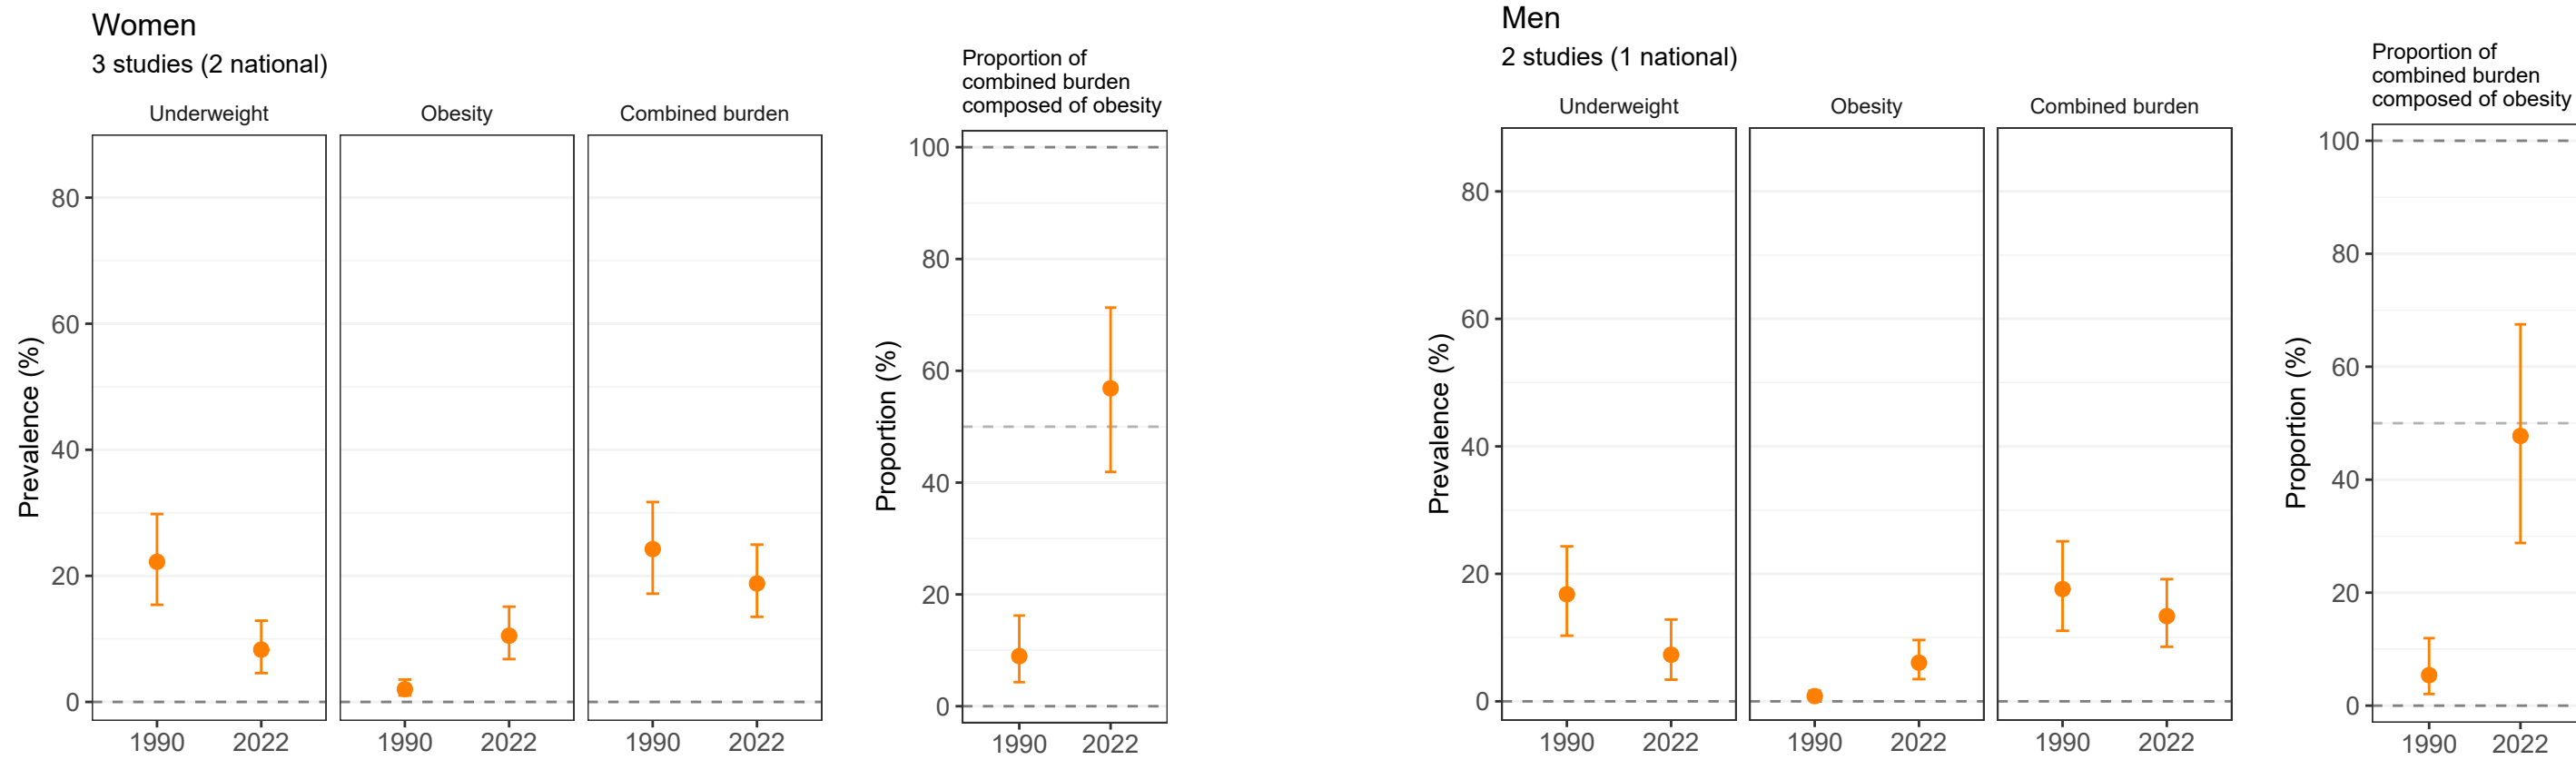 Women
3 studies (2 national)
Underweight
Obesity
Combined burden
Prevalence (%)
80
60
40
20
0
1990 2022
1990 2022
1990 2022
Proportion of
combined burden
composed of obesity
Proportion (%)
100
80
60
40
20
0
1990 2022
Men
2 studies (1 national)
Underweight
Obesity
Combined burden
Prevalence (%)
80
60
40
20
0
1990 2022
1990 2022
1990 2022
Proportion of
combined burden
composed of obesity
Proportion (%)
100
80
60
40
20
0
1990 2022